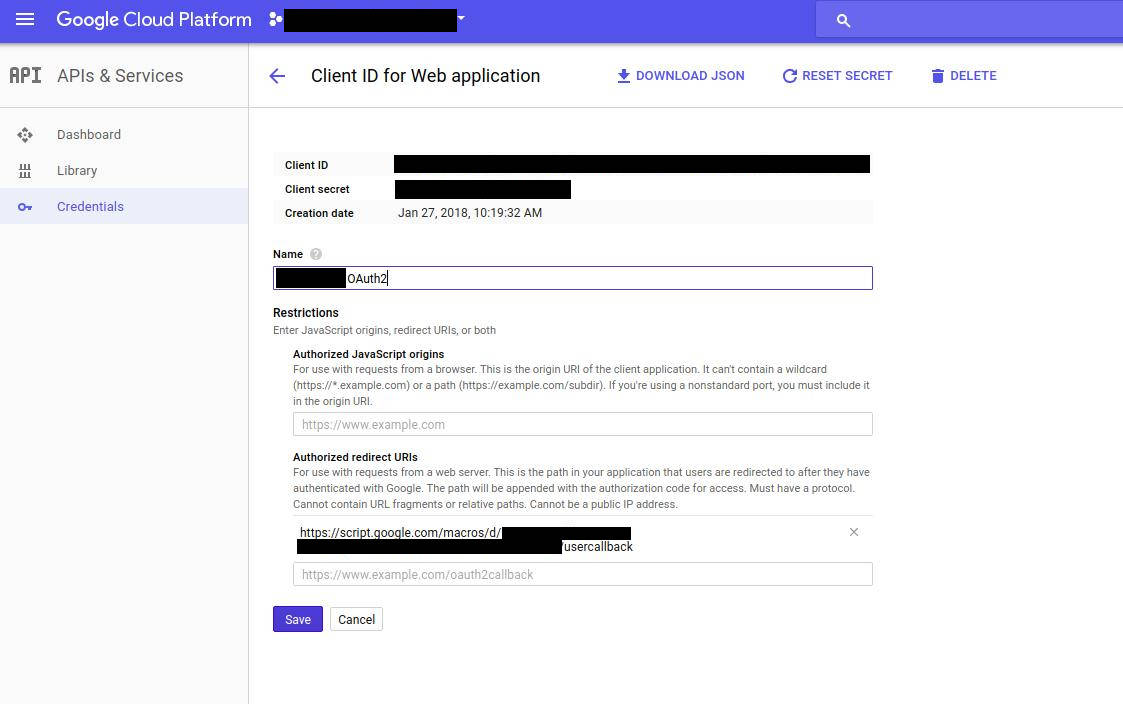 Google Cloud Platform
API APIs & Services
Client ID for Web application
DOWNLOAD JSON
RESET SECRET
DELETE
Dashboard
Library
Credentials
Client ID
Client secret
Creation date Jan 27, 2018, 10:19:32 AM
Name ?
OAuth2
Restrictions
Enter JavaScript origins, redirect URIs, or both
Authorized JavaScript origins
For use with requests from a browser. This is the origin URI of the client application. It can't contain a wildcard
(https://*.example.com) or a path (https://example.com/subdir). If you're using a nonstandard port, you must include it
in the origin URI.
https://www.example.com
Authorized redirect URIs
For use with requests from a web server. This is the path in your application that users are redirected to after they have
authenticated with Google. The path will be appended with the authorization code for access. Must have a protocol.
Cannot contain URL fragments or relative paths. Cannot be a public IP address.
https://script.google.com/macros/d/
/usercallback
https://www.example.com/oauth2callback
Save Cancel